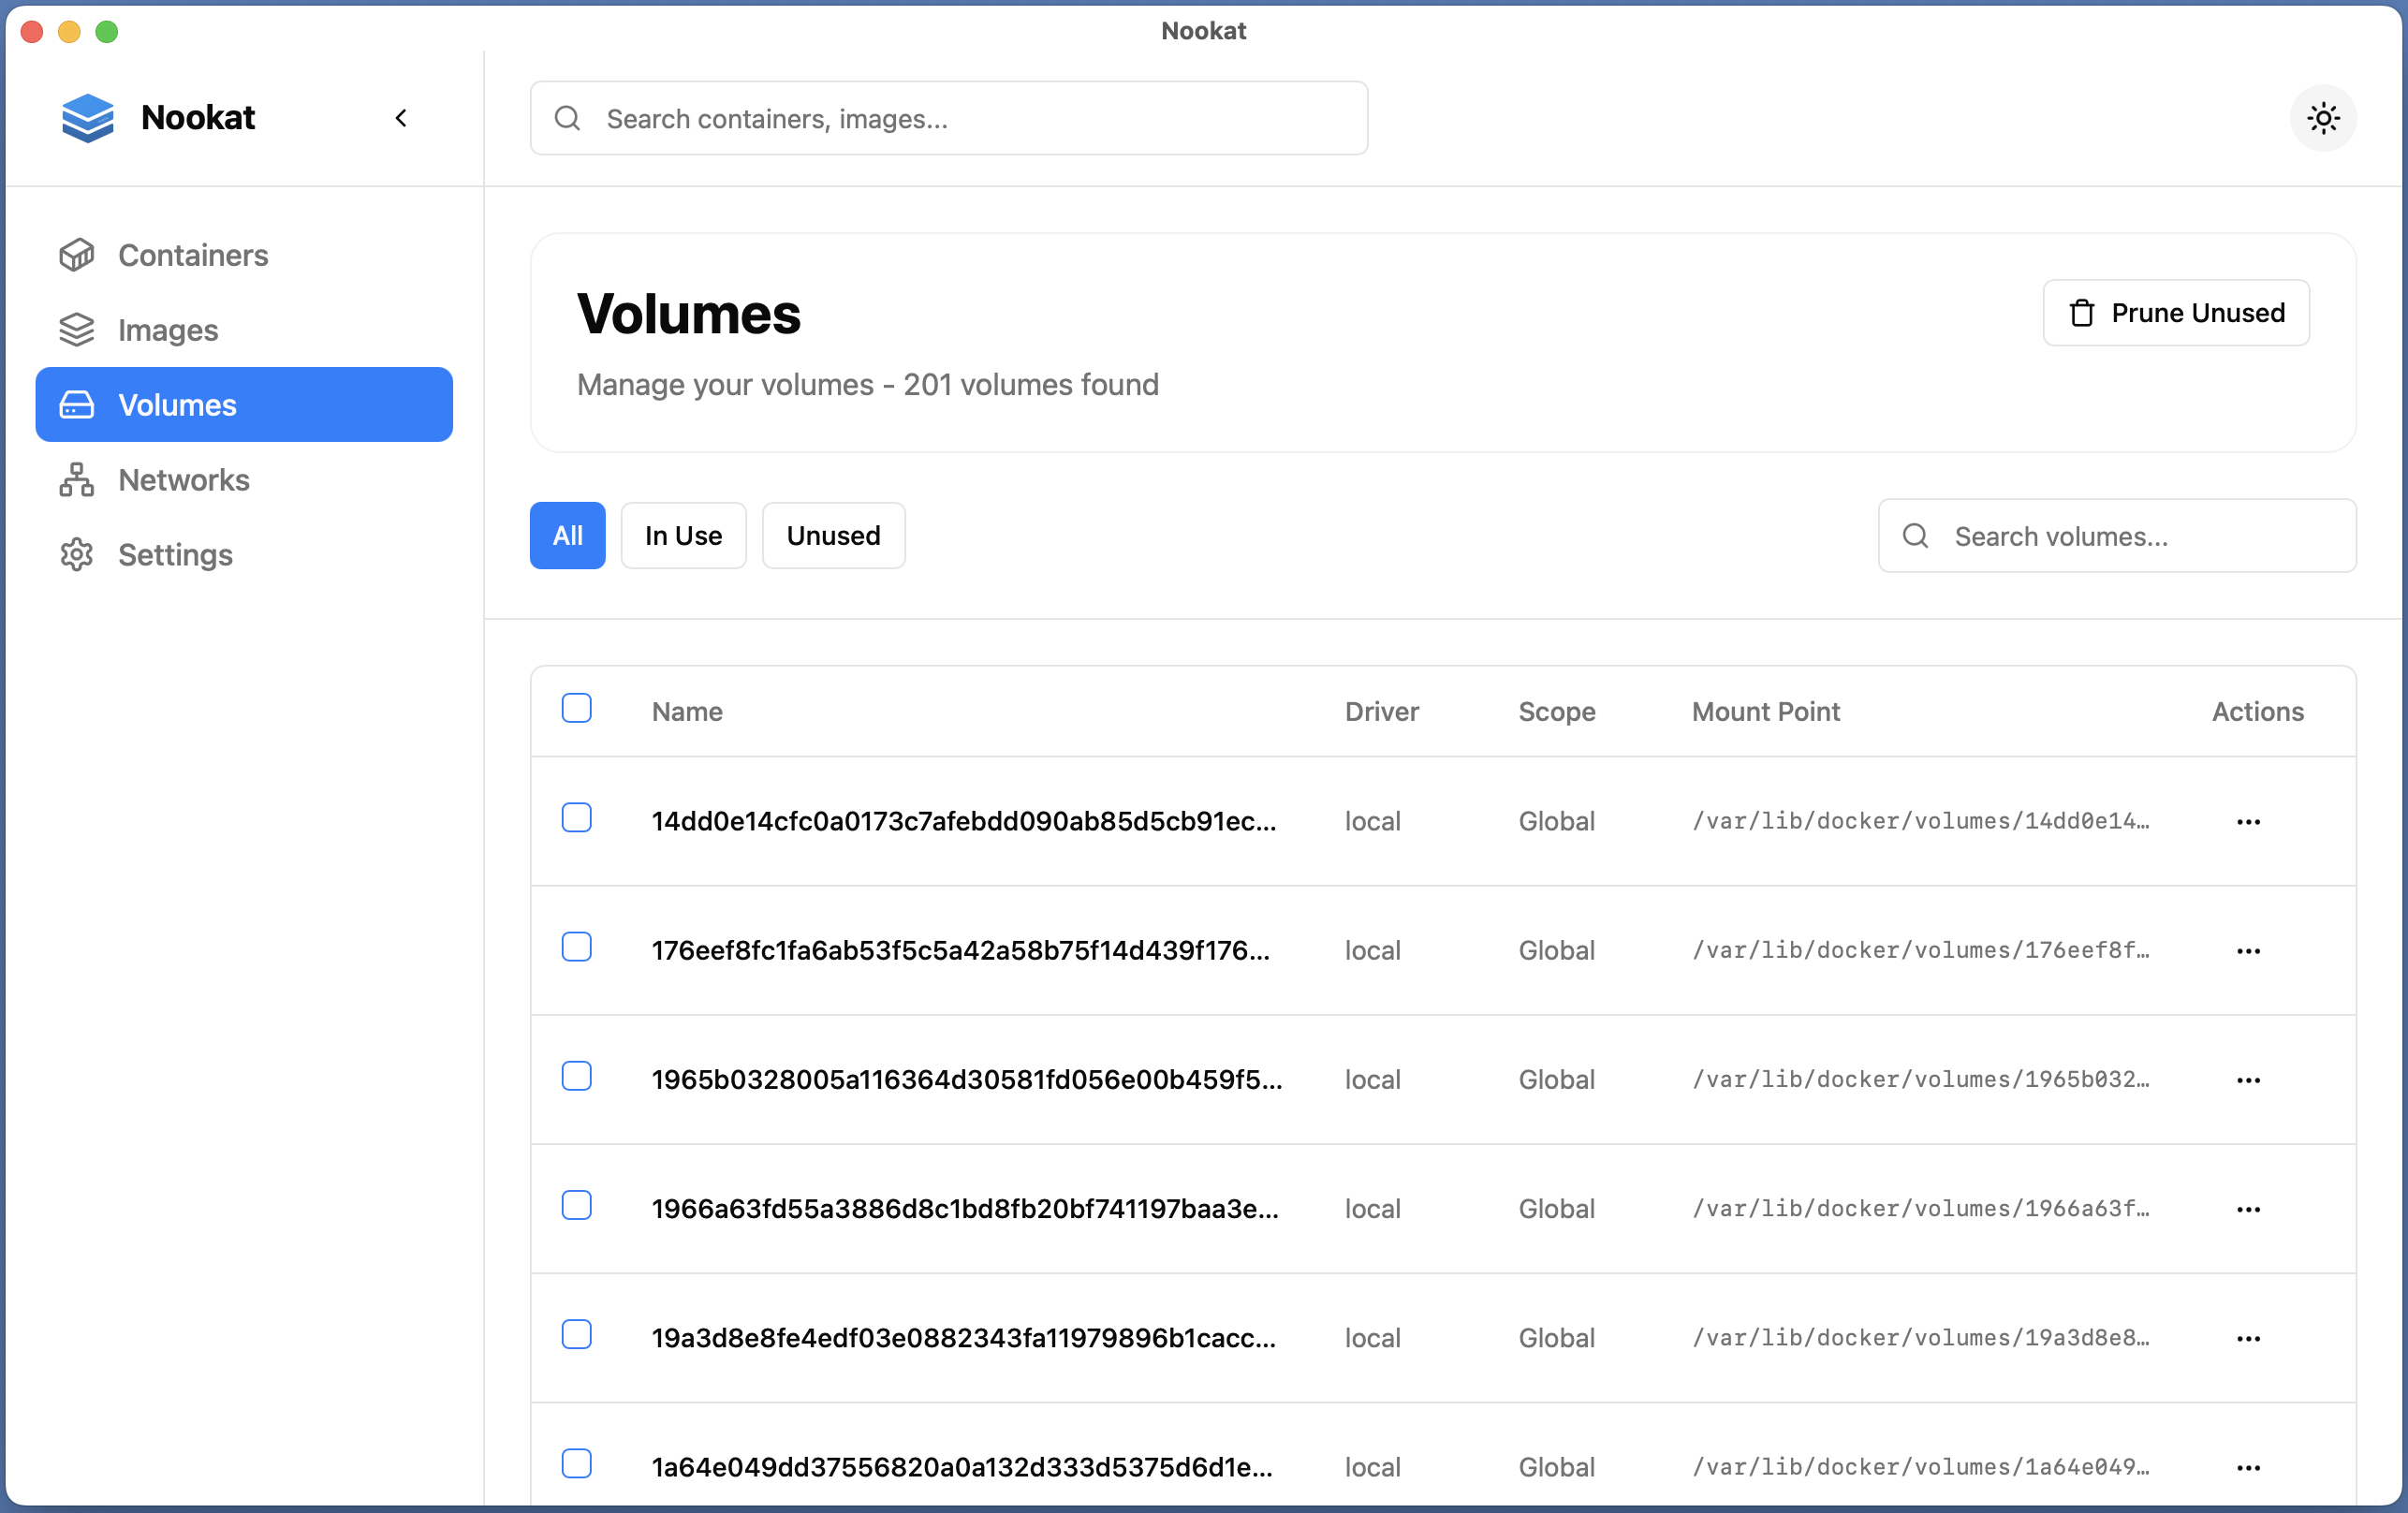 Nookat
Nookat
Search containers, images...
Containers
Images
Volumes
Networks
Settings
Volumes
Manage your volumes - 201 volumes found
Prune Unused
All
In Use
Unused
Search volumes...
Name Driver Scope Mount Point Actions
14dd0e14cfc0a0173c7afebdd090ab85d5cb91ec... local Global /var/lib/docker/volumes/14dd0e14…
176eef8fc1fa6ab53f5c5a42a58b75f14d439f176... local Global /var/lib/docker/volumes/176eef8f…
1965b0328005a116364d30581fd056e00b459f5... local Global /var/lib/docker/volumes/1965b032…
1966a63fd55a3886d8c1bd8fb20bf741197baa3e... local Global /var/lib/docker/volumes/1966a63f…
19a3d8e8fe4edf03e0882343fa11979896b1cacc... local Global /var/lib/docker/volumes/19a3d8e8…
1a64e049dd37556820a0a132d333d5375d6d1e... local Global /var/lib/docker/volumes/1a64e049…